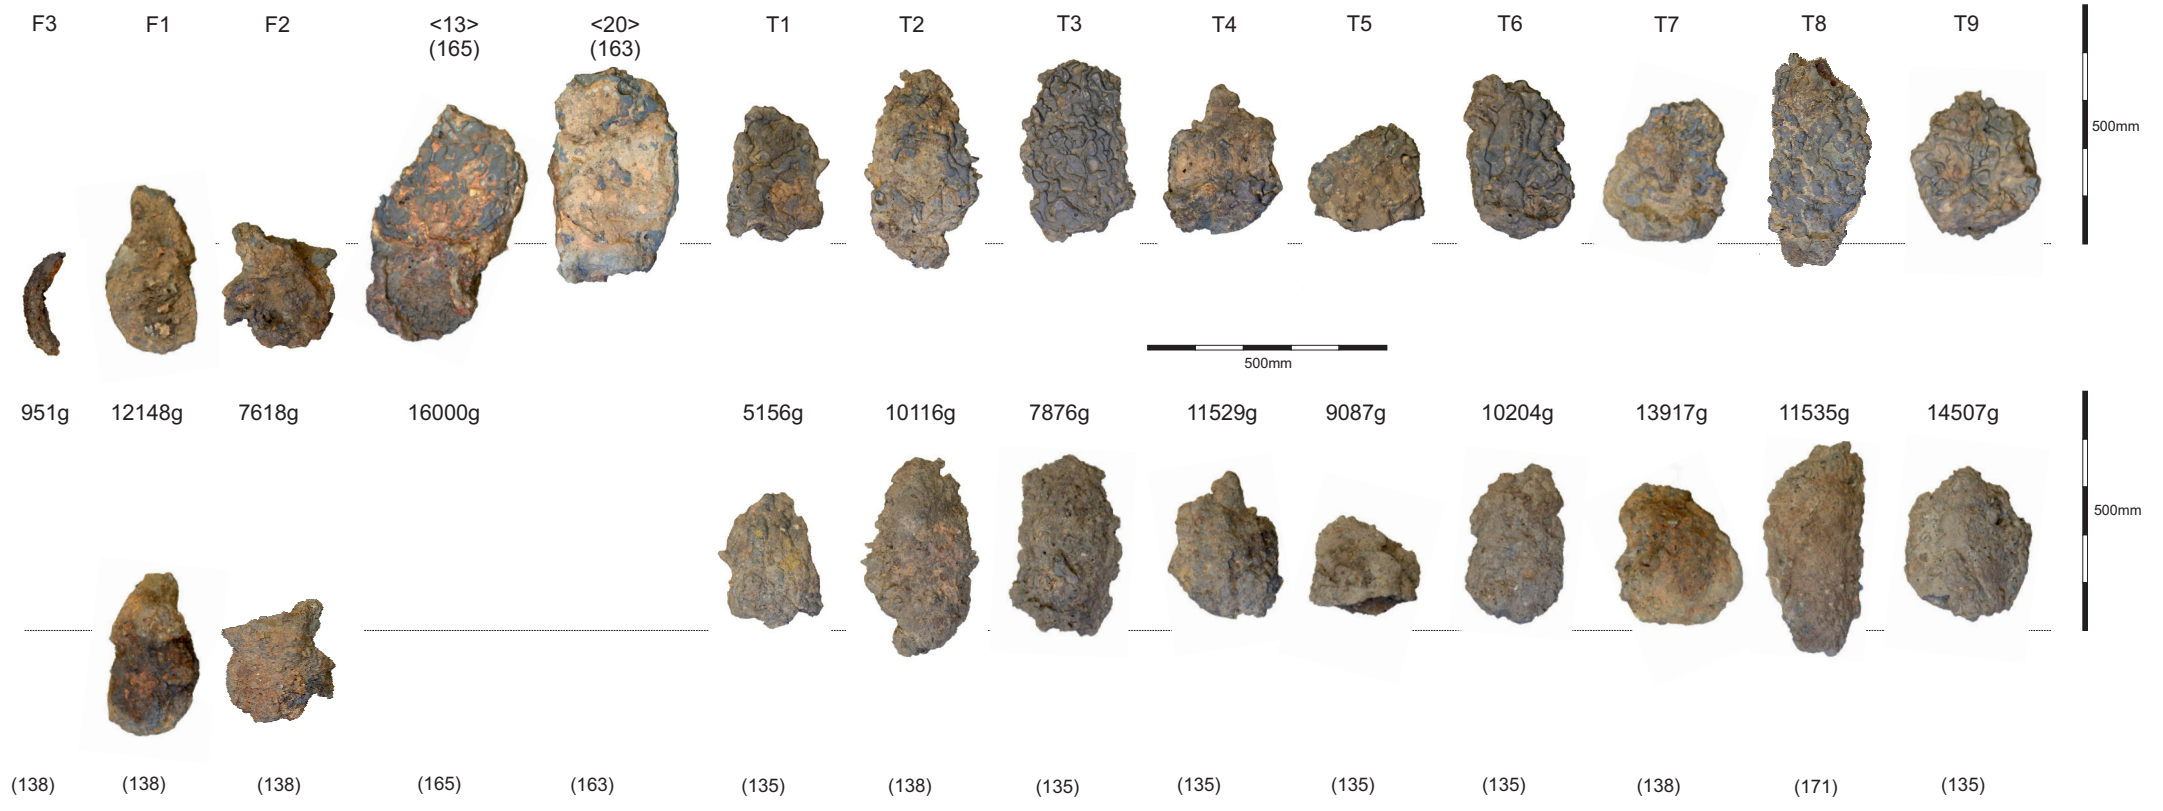 F3 F1 F2 <13> <20> T1 T2 T3 T4 T5 T6 T7 T8 T9
(165) (163)
500mm
500mm
951g 12148g 7618g 16000g 5156g 10116g 7876g 11529g 9087g 10204g 13917g 11535g 14507g
500mm
(138) (138) (138) (165) (163) (135) (138) (135) (135) (135) (135) (138) (171) (135)